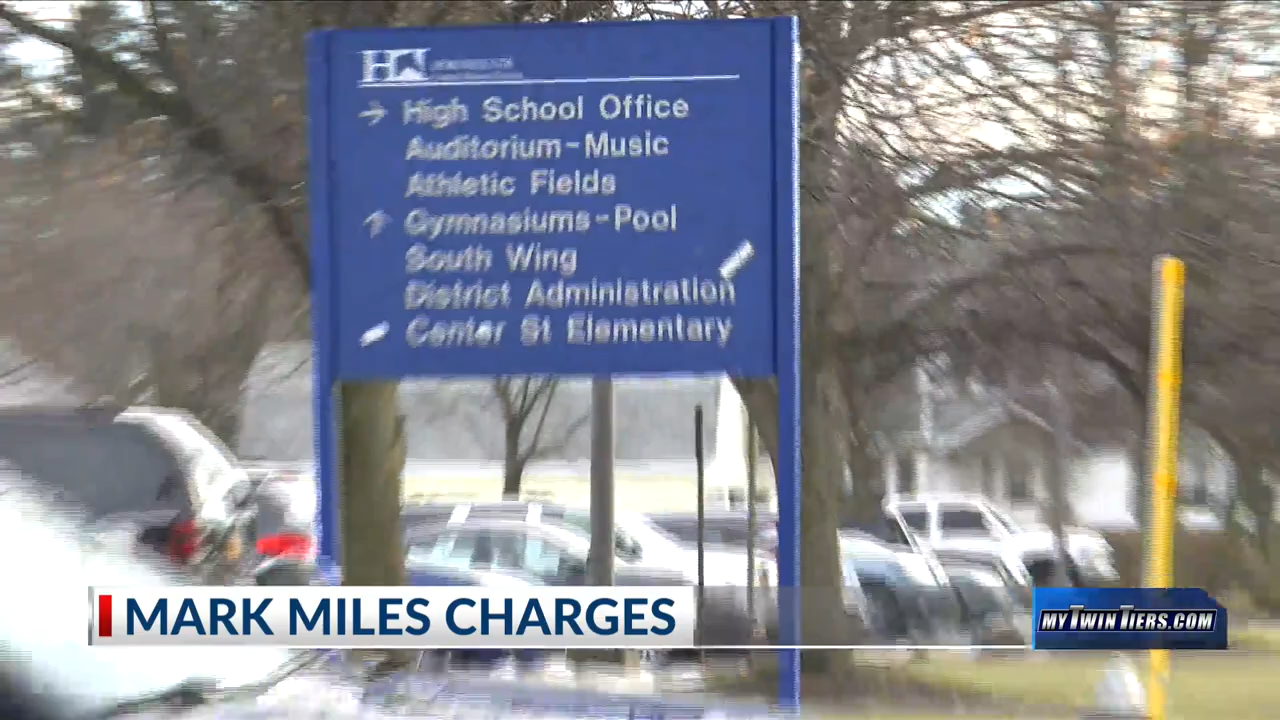 H
→ High School Office
Auditorium-Music
Athletic Fields
↑ Gymnasiums-Pool
South Wing
District Administration
Center St Elementary
MARK MILES CHARGES
MYTWINTIERS.COM